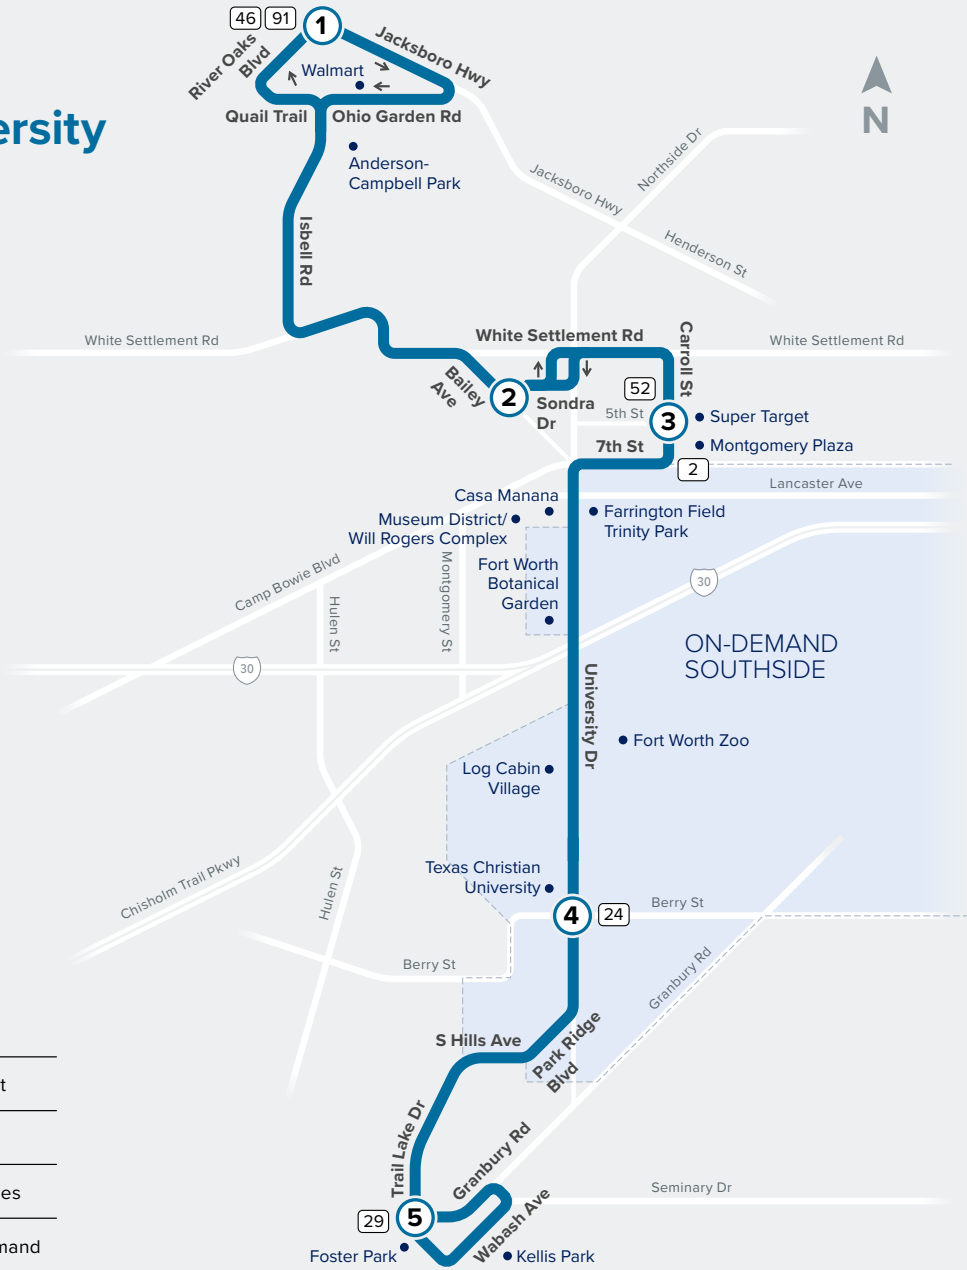 46 91 1
Jacksboro Hwy
River Oaks
Blvd
Walmart
Quail Trail
Ohio Garden Rd
N
ersity
Anderson-
Campbell Park
Northside Dr
Jacksboro Hwy
Henderson St
Isbell Rd
White Settlement Rd
White Settlement Rd
White Settlement Rd
Carroll St
Bailey
Ave
2
Sondra
Dr
52
5th St
3
Super Target
7th St
Montgomery Plaza
2
Lancaster Ave
Casa Manana
Museum District/
Will Rogers Complex
Farrington Field
Trinity Park
Camp Bowie Blvd
Montgomery St
Fort Worth
Botanical
Garden
Hulen St
30
30
ON-DEMAND
SOUTHSIDE
University Dr
Fort Worth Zoo
Log Cabin
Village
Texas Christian
University
Chisholm Trail Pkwy
Hulen St
4
24
Berry St
Berry St
Granbury Rd
S Hills Ave
Park Ridge
Blvd
t
Trail Lake Dr
Granbury Rd
es
Seminary Dr
Wabash Ave
29
5
mand
Foster Park
Kellis Park